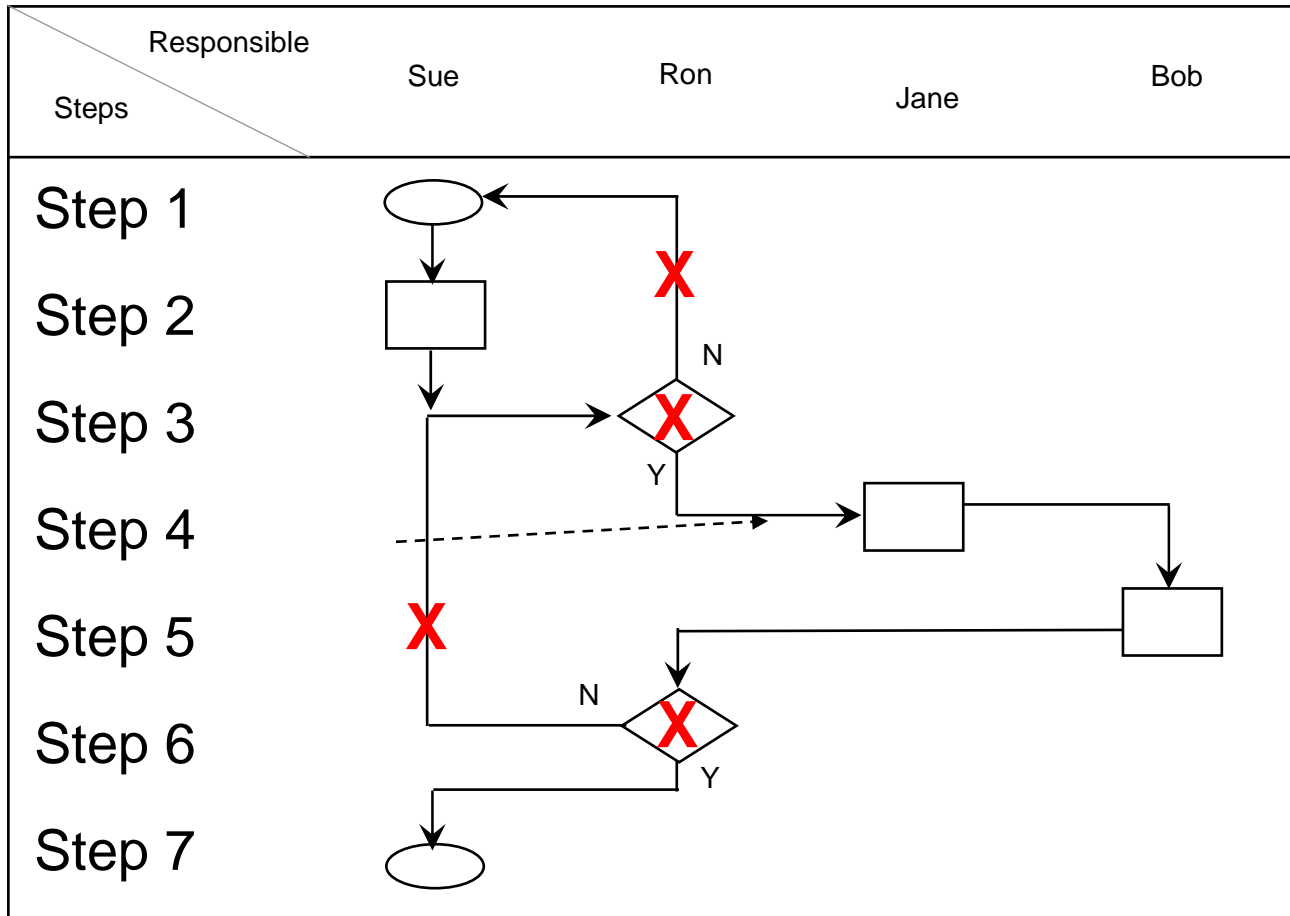 Responsible
Steps
Sue
Ron
Jane
Bob
Step 1
X
Step 2
N
Step 3
X
Y
Step 4
Step 5
X
N
Step 6
X
Y
Step 7